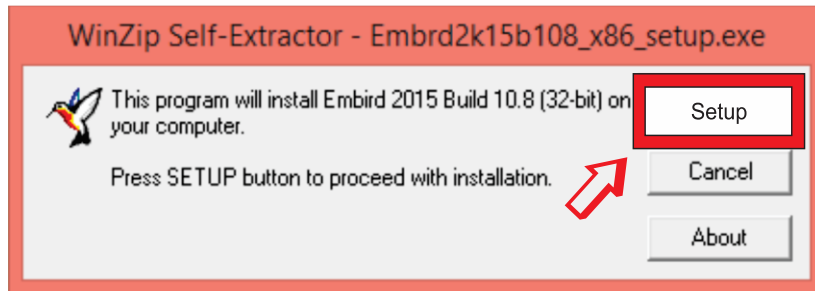 WinZip Self-Extractor - Embrd2k15b108_x86_setup.exe
This program will install Embird 2015 Build 10.8 (32-bit) on
your computer.
Press SETUP button to proceed with installation.
Setup
Cancel
About